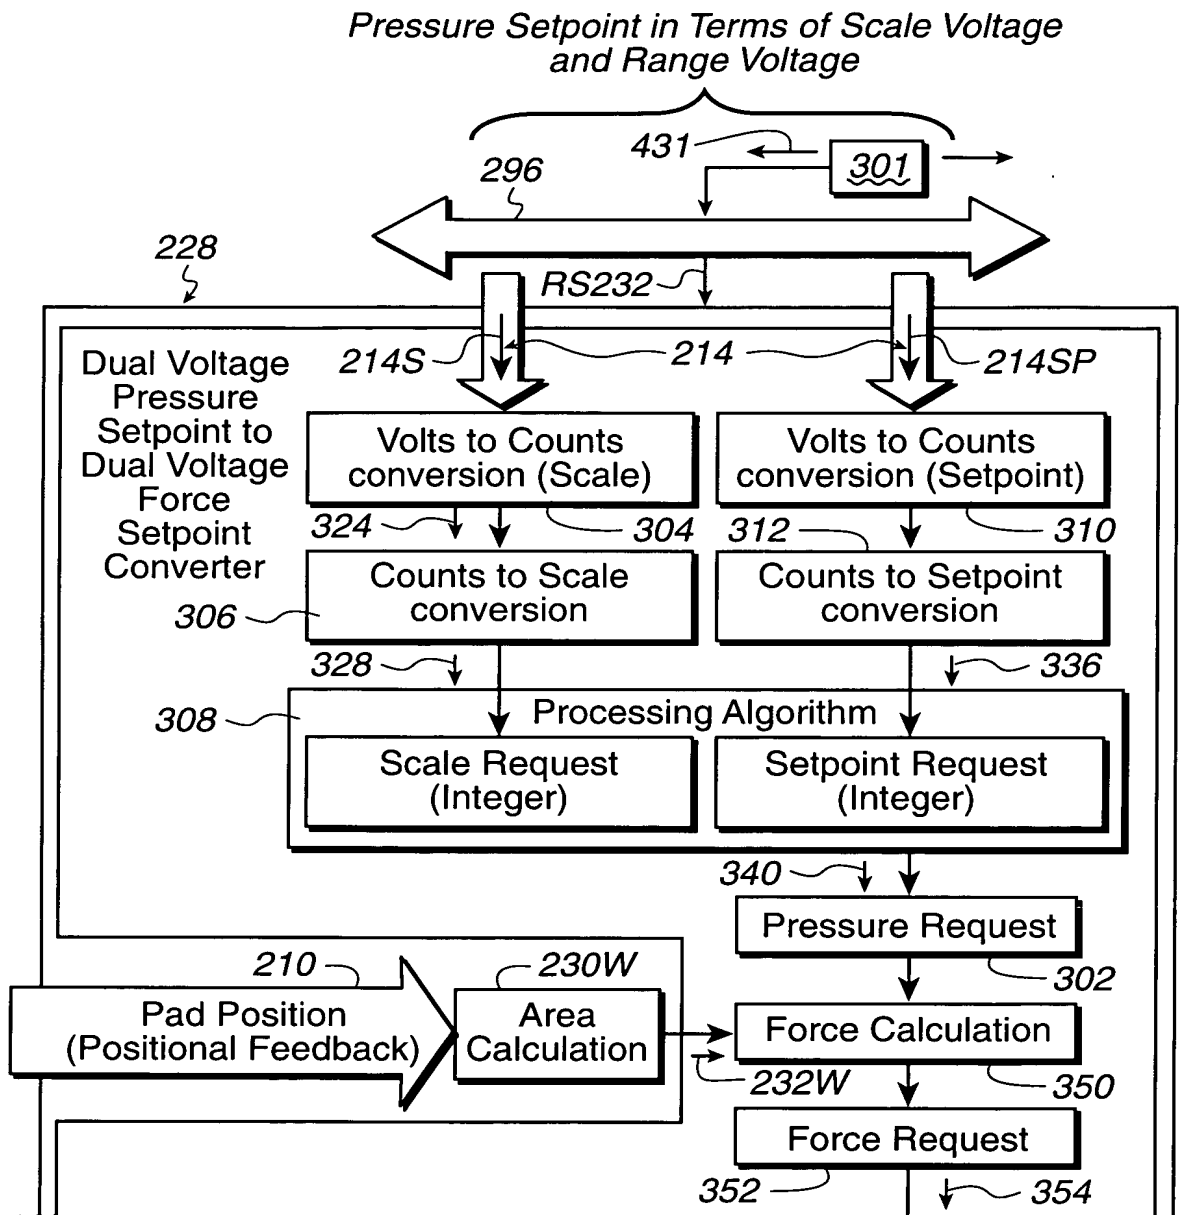 Pressure Setpoint in Terms of Scale Voltage
and Range Voltage
431
301
296
228
RS232
214S
214
214SP
Dual Voltage
Pressure
Setpoint to
Dual Voltage
Force
Setpoint
Converter
Volts to Counts
conversion (Scale)
Volts to Counts
conversion (Setpoint)
324
304
312
310
Counts to Scale
conversion
Counts to Setpoint
conversion
306
328
336
308
Processing Algorithm
Scale Request
(Integer)
Setpoint Request
(Integer)
340
Pressure Request
302
210
230W
Pad Position
(Positional Feedback)
Area
Calculation
Force Calculation
232W
350
Force Request
352
354